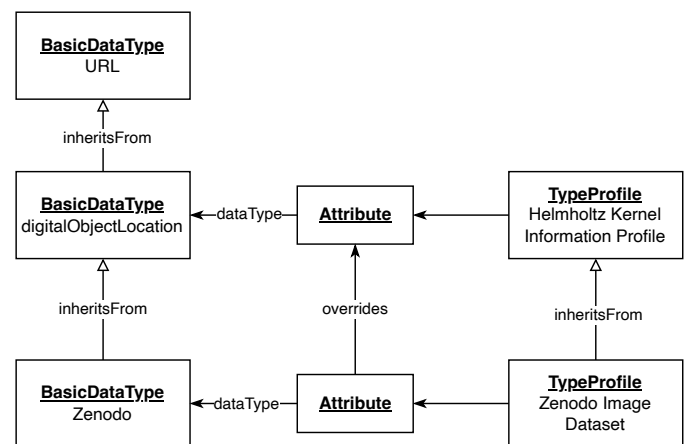 BasicDataType
URL
inheritsFrom
BasicDataType
digitalObjectLocation
dataType
Attribute
TypeProfile
Helmholtz Kernel
Information Profile
inheritsFrom
overrides
inheritsFrom
BasicDataType
Zenodo
dataType
Attribute
TypeProfile
Zenodo Image
Dataset